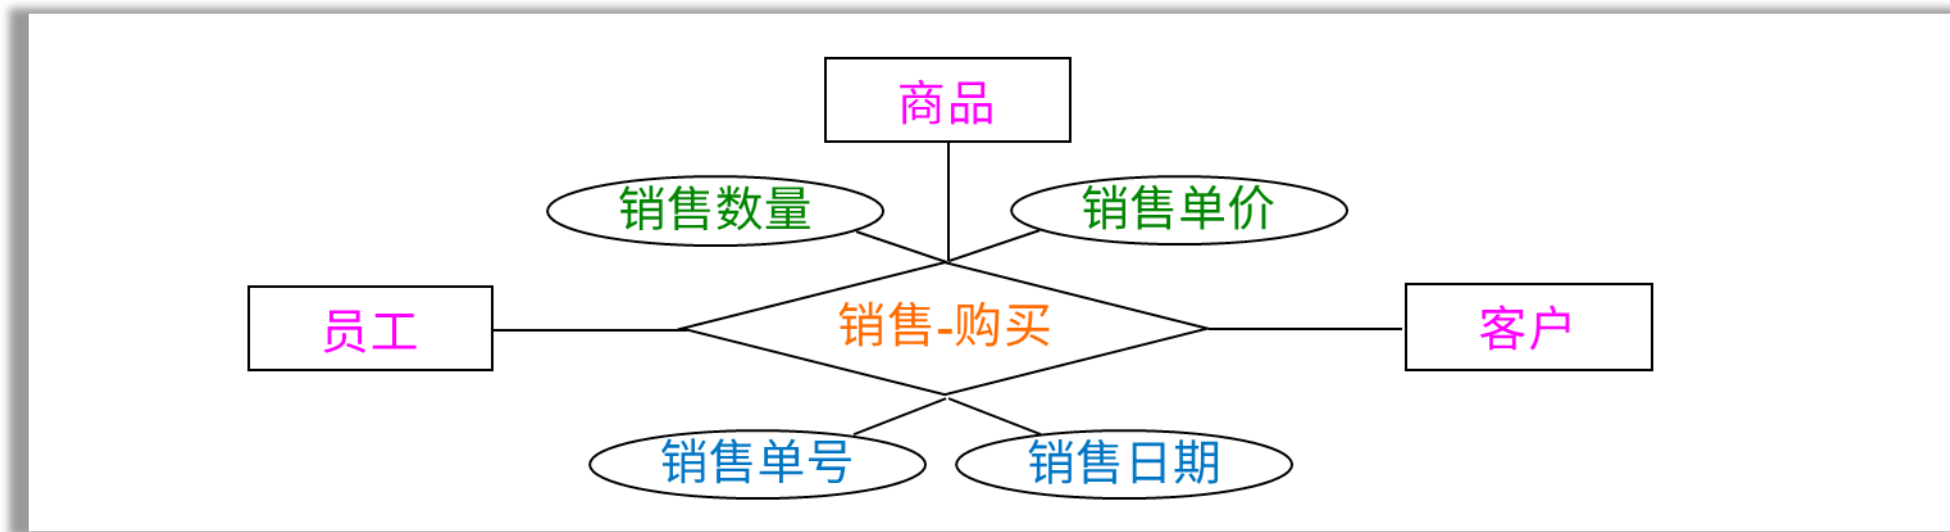 商品
销售数量
销售单价
员工
销售-购买
客户
销售单号
销售日期